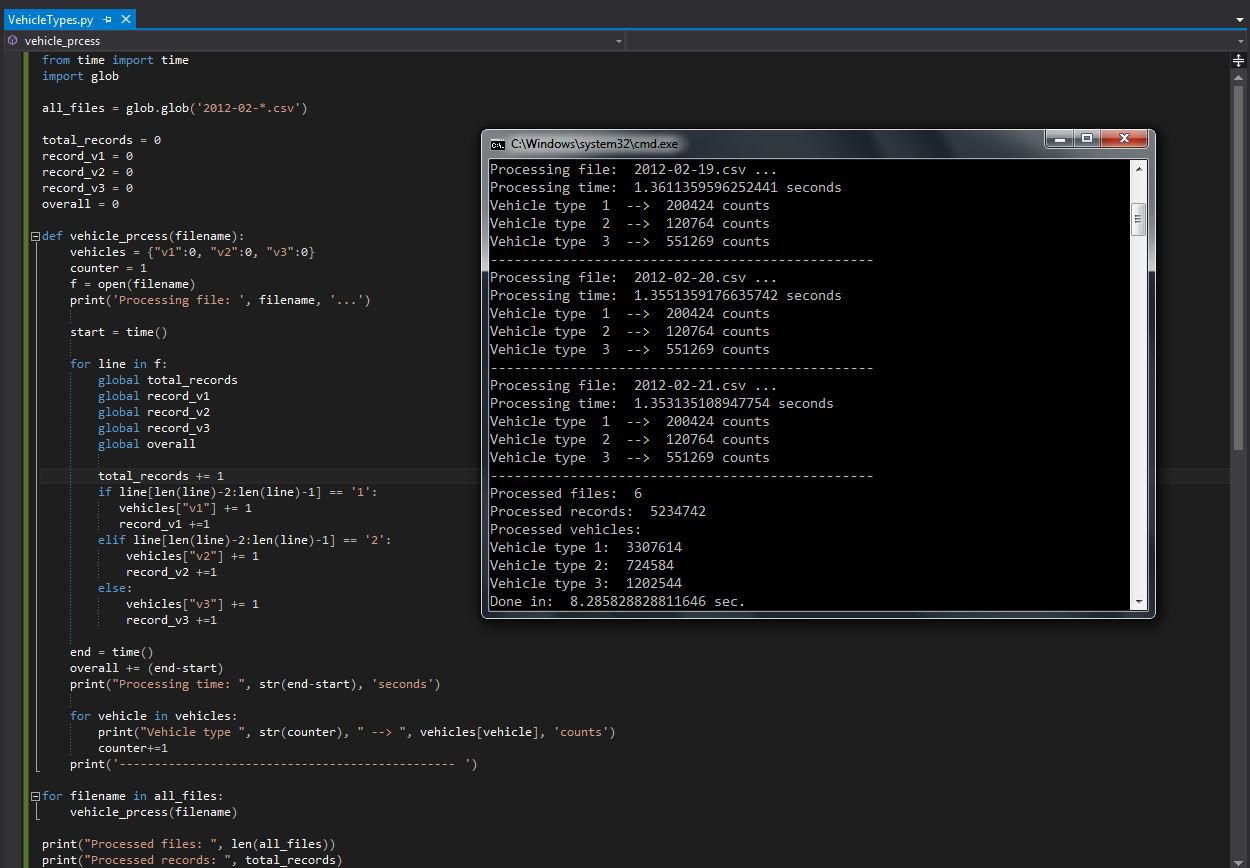 VehicleTypes.py
vehicle_prcess
from time import time
import glob
all_files = glob.glob('2012-02-*.csv')
total_records = 0
record_v1 = 0
record_v2 = 0
record_v3 = 0
overall = 0
def vehicle_prcess(filename):
vehicles = {"v1":0, "v2":0, "v3":0}
counter = 1
f = open(filename)
print('Processing file: ', filename, '...')
start = time()
for line in f:
global total_records
global record_v1
global record_v2
global record_v3
global overall
total_records += 1
if line[len(line)-2:len(line)-1] == '1':
vehicles["v1"] += 1
record_v1 +=1
elif line[len(line)-2:len(line)-1] == '2':
vehicles["v2"] += 1
record_v2 +=1
else:
vehicles["v3"] += 1
record_v3 +=1
end = time()
overall += (end-start)
print("Processing time: ", str(end-start), 'seconds')
for vehicle in vehicles:
print("Vehicle type ", str(counter), " --> ", vehicles[vehicle], 'counts')
counter+=1
print('------------------------------------------------ ')
for filename in all_files:
vehicle_prcess(filename)
print("Processed files: ", len(all_files))
print("Processed records: ", total_records)
C:\Windows\system32\cmd.exe
Processing file:  2012-02-19.csv ...
Processing time:  1.3611359596252441 seconds
Vehicle type  1  -->  200424 counts
Vehicle type  2  -->  120764 counts
Vehicle type  3  -->  551269 counts
------------------------------------------------
Processing file:  2012-02-20.csv ...
Processing time:  1.3551359176635742 seconds
Vehicle type  1  -->  200424 counts
Vehicle type  2  -->  120764 counts
Vehicle type  3  -->  551269 counts
------------------------------------------------
Processing file:  2012-02-21.csv ...
Processing time:  1.353135108947754 seconds
Vehicle type  1  -->  200424 counts
Vehicle type  2  -->  120764 counts
Vehicle type  3  -->  551269 counts
------------------------------------------------
Processed files:  6
Processed records:  5234742
Processed vehicles:
Vehicle type 1:  3307614
Vehicle type 2:  724584
Vehicle type 3:  1202544
Done in:  8.285828828811646 sec.